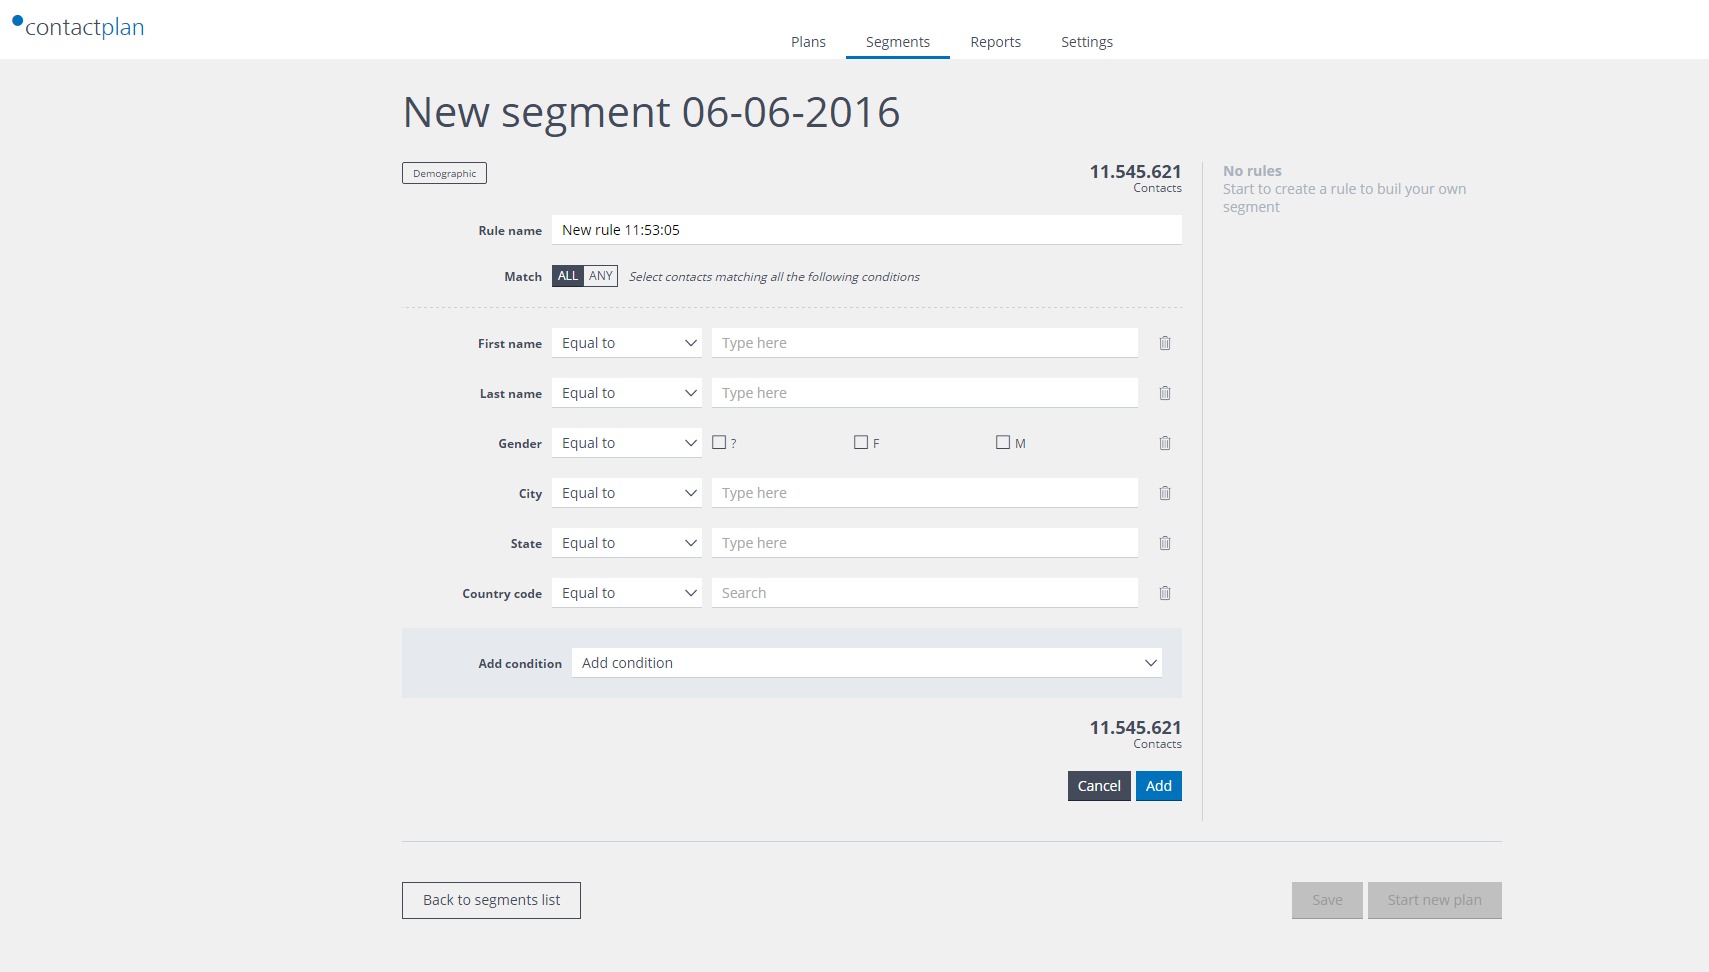 contactplan
Plans Segments Reports Settings
New segment 06-06-2016
Demographic
11.545.621
Contacts
No rules
Start to create a rule to buil your own
segment
Rule name New rule 11:53:05
Match ALL ANY Select contacts matching all the following conditions
First name Equal to Type here
Last name Equal to Type here
Gender Equal to ? F M
City Equal to Type here
State Equal to Type here
Country code Equal to Search
Add condition Add condition
11.545.621
Contacts
Cancel Add
Back to segments list Save Start new plan